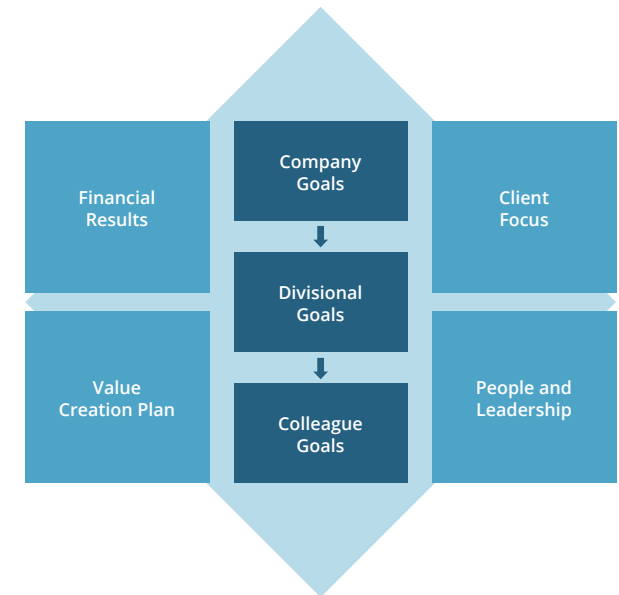 Financial
Results
Company
Goals
Client
Focus
Divisional
Goals
Value
Creation Plan
Colleague
Goals
People and
Leadership